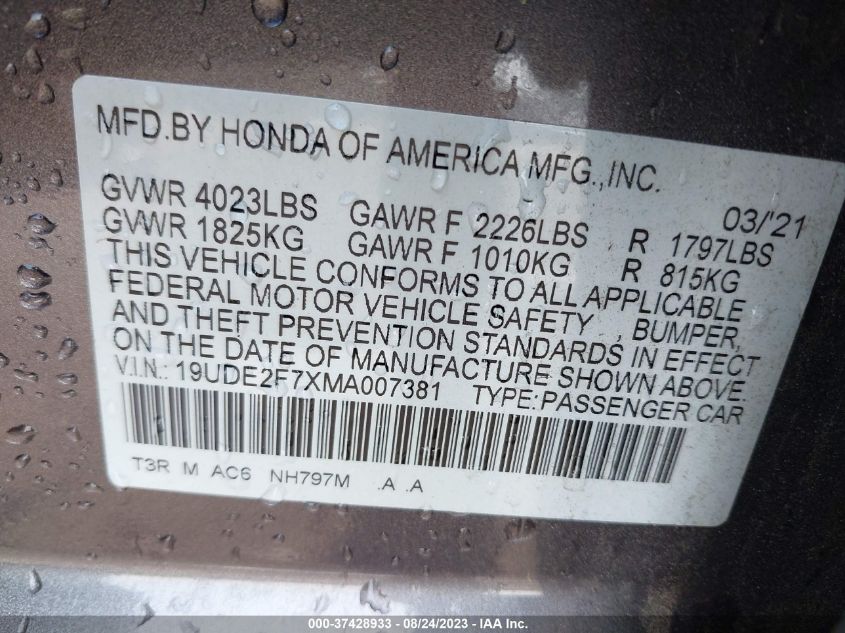 MFD.BY HONDA OF AMERICA MFG.,INC.
03/'21
GVWR 4023LBS GAWR F 2226LBS R 1797LBS
GVWR 1825KG GAWR F 1010KG R 815KG
THIS VEHICLE CONFORMS TO ALL APPLICABLE
FEDERAL MOTOR VEHICLE SAFETY , BUMPER,
AND THEFT PREVENTION STANDARDS IN EFFECT
ON THE DATE OF MANUFACTURE SHOWN ABOVE.
V.I.N.: 19UDE2F7XMA007381 TYPE:PASSENGER CAR
T3R M AC6 NH797M .A .A
000-37428933 - 08/24/2023 - IAA Inc.